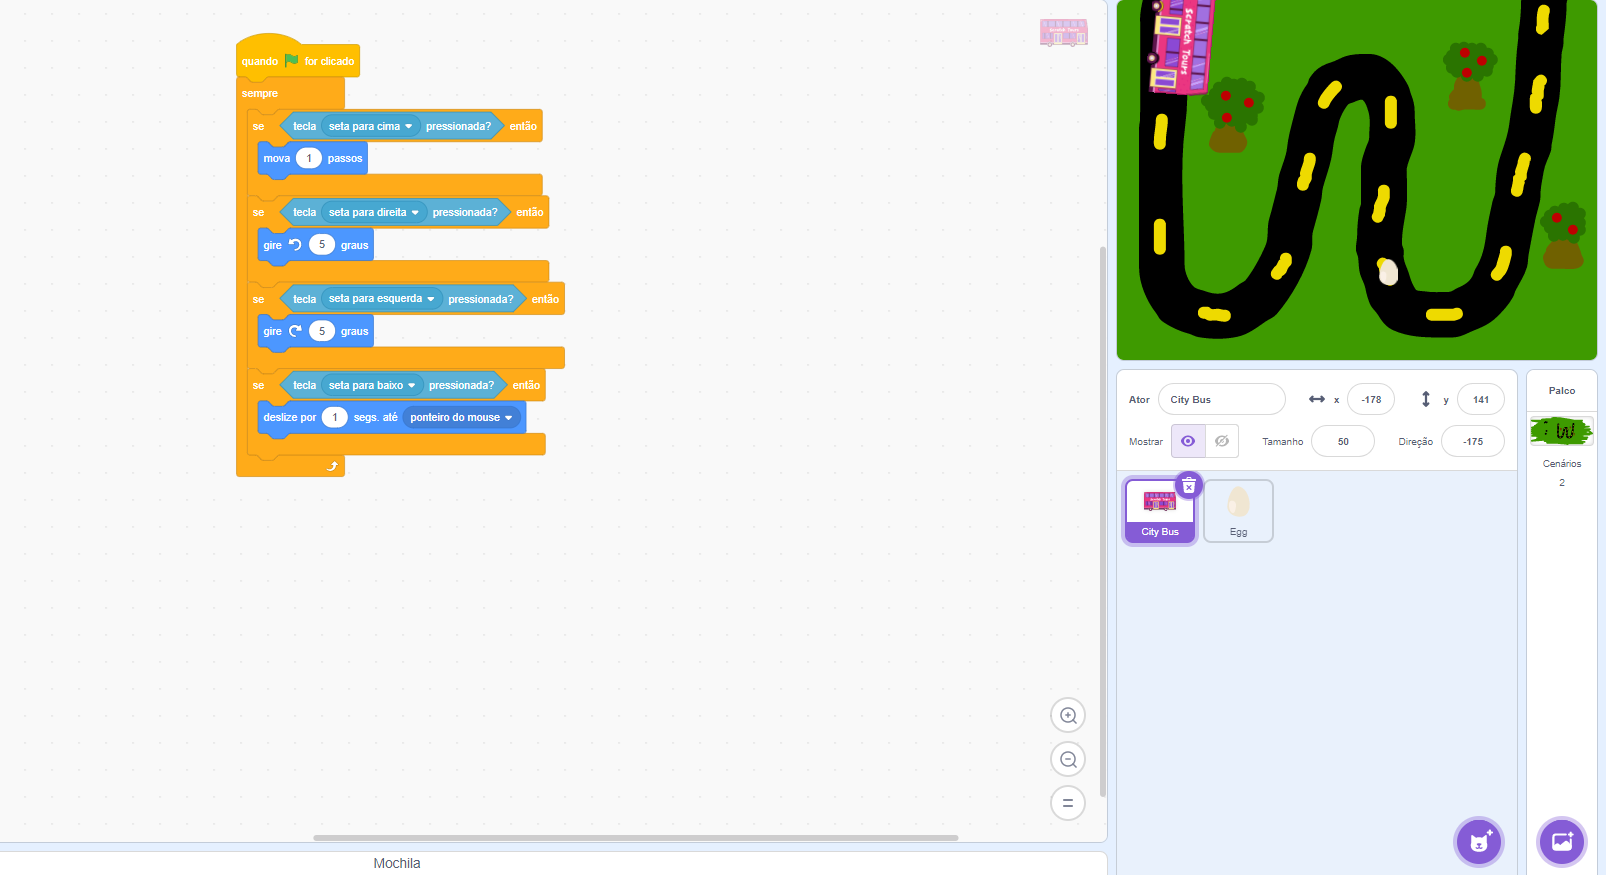 quando for clicado
sempre
se tecla seta para cima pressionada? então
mova 1 passos
se tecla seta para direita pressionada? então
gire 5 graus
se tecla seta para esquerda pressionada? então
gire 5 graus
se tecla seta para baixo pressionada? então
deslize por 1 segs. até ponteiro do mouse
Mochila
Scratch Tours
Ator City Bus x -178 y 141
Mostrar Tamanho 50 Direção -175
City Bus
Egg
Palco
Cenários
2